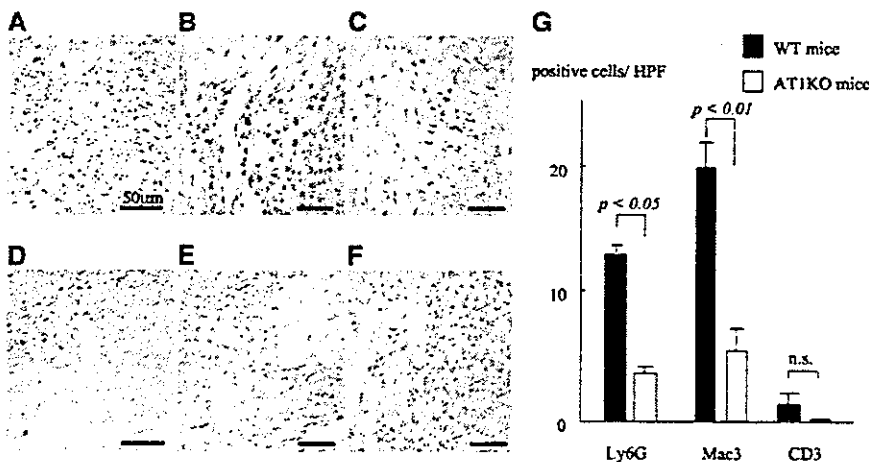 A
B
C
50um
D
E
F
G
WT mice
AT1KO mice
positive cells/ HPF
20
10
0
p < 0.05
p < 0.01
n.s.
Ly6G
Mac3
CD3